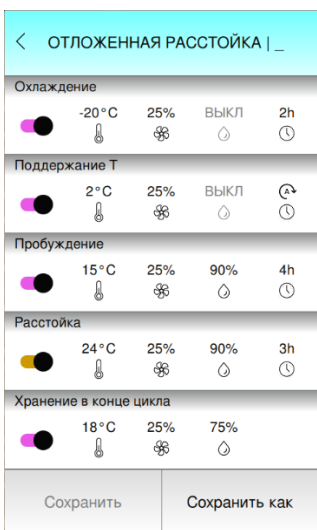 < ОТЛОЖЕННАЯ РАССТОЙКА | _
Охлаждение
-20°C 25% ВЫКЛ 2h
Поддержание Т
2°C 25% ВЫКЛ A
Пробуждение
15°C 25% 90% 4h
Расстойка
24°C 25% 90% 3h
Хранение в конце цикла
18°C 25% 75%
Сохранить Сохранить как